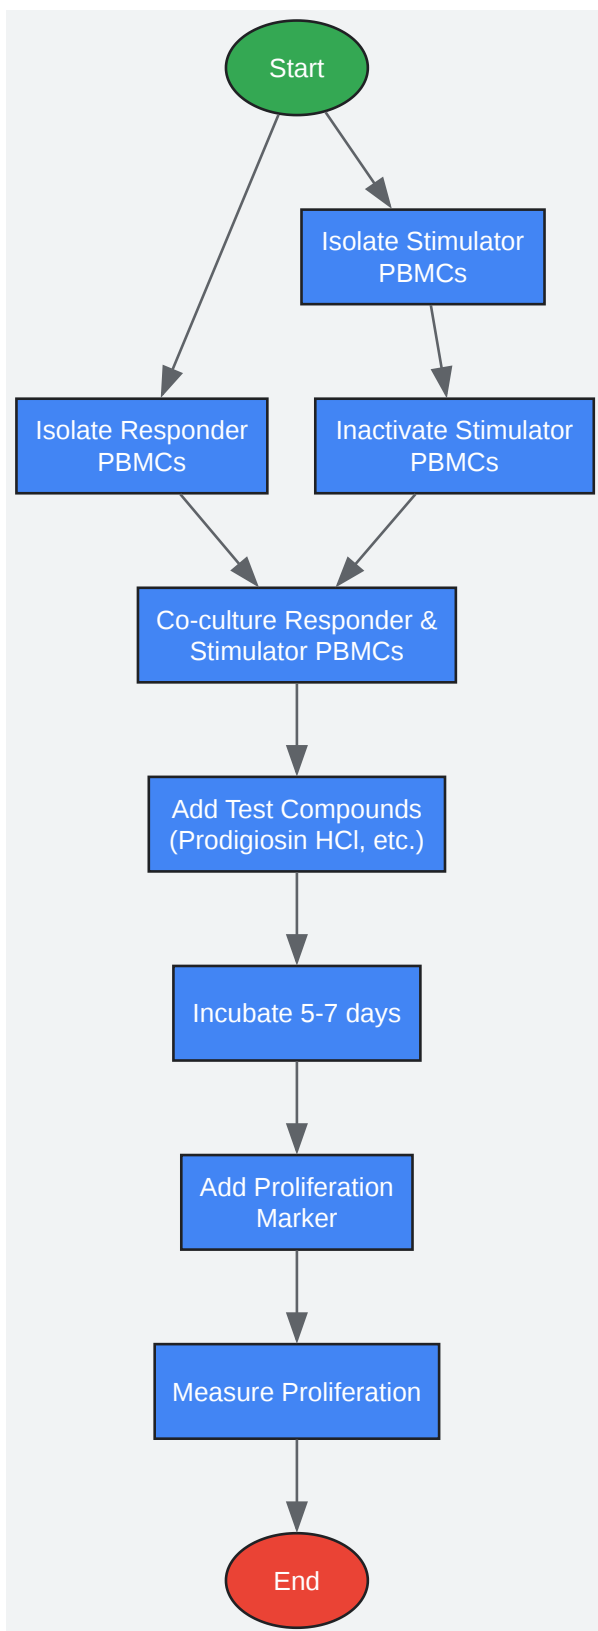 Start
Isolate Stimulator
PBMCs
Isolate Responder
PBMCs
Inactivate Stimulator
PBMCs
Co-culture Responder &
Stimulator PBMCs
Add Test Compounds
(Prodigiosin HCl, etc.)
Incubate 5-7 days
Add Proliferation
Marker
Measure Proliferation
End